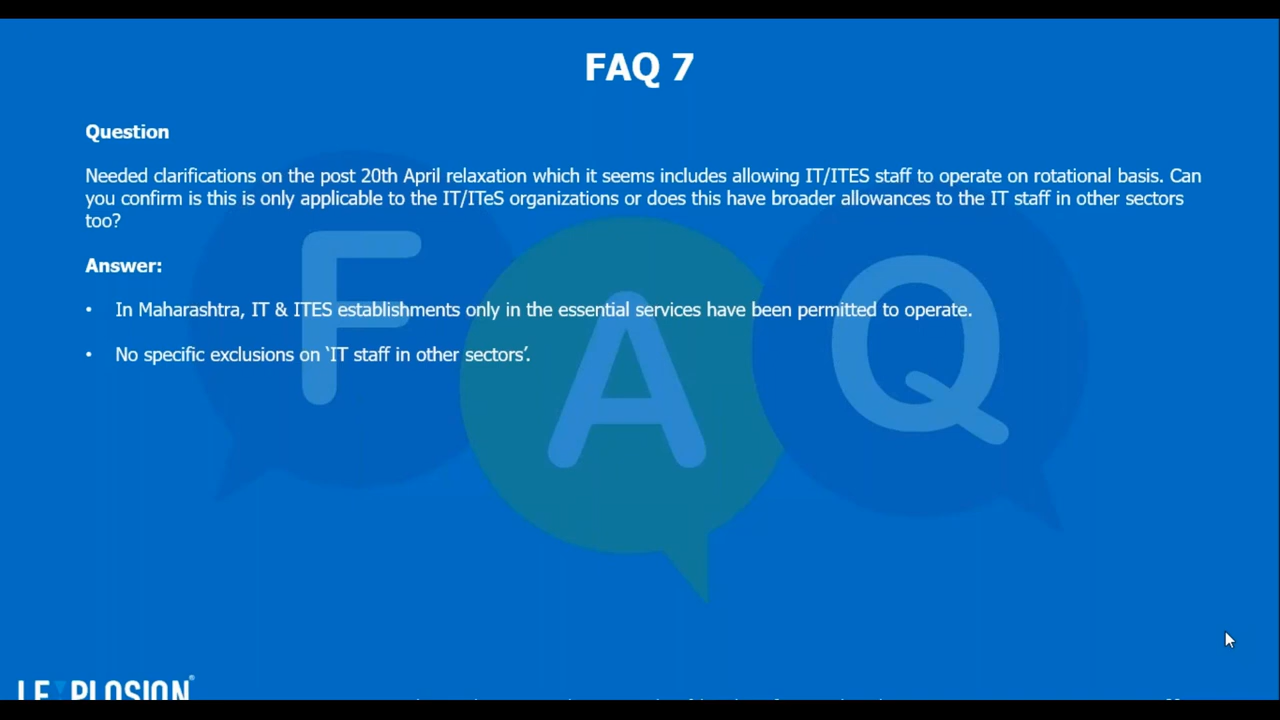 FAQ 7
Question
Needed clarifications on the post 20th April relaxation which it seems includes allowing IT/ITES staff to operate on rotational basis. Can
you confirm is this is only applicable to the IT/ITeS organizations or does this have broader allowances to the IT staff in other sectors
too?
Answer:
• In Maharashtra, IT & ITES establishments only in the essential services have been permitted to operate.
• No specific exclusions on ‘IT staff in other sectors’.
F A Q
LEXPLOSION®